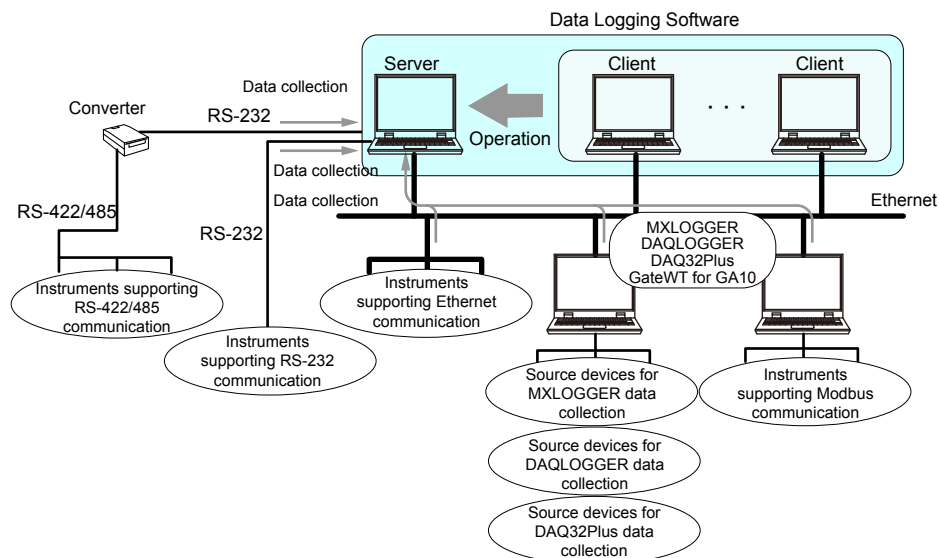 Data Logging Software
Server
Client
Client
Data collection
Converter
RS-232
. . .
Operation
Data collection
Data collection
Ethernet
RS-422/485
RS-232
MXLOGGER
DAQLOGGER
DAQ32Plus
GateWT for GA10
Instruments supporting
RS-422/485
communication
Instruments
supporting Ethernet
communication
Instruments
supporting RS-232
communication
Source devices for
MXLOGGER data
collection
Instruments
supporting Modbus
communication
Source devices for
DAQLOGGER data
collection
Source devices for
DAQ32Plus data
collection